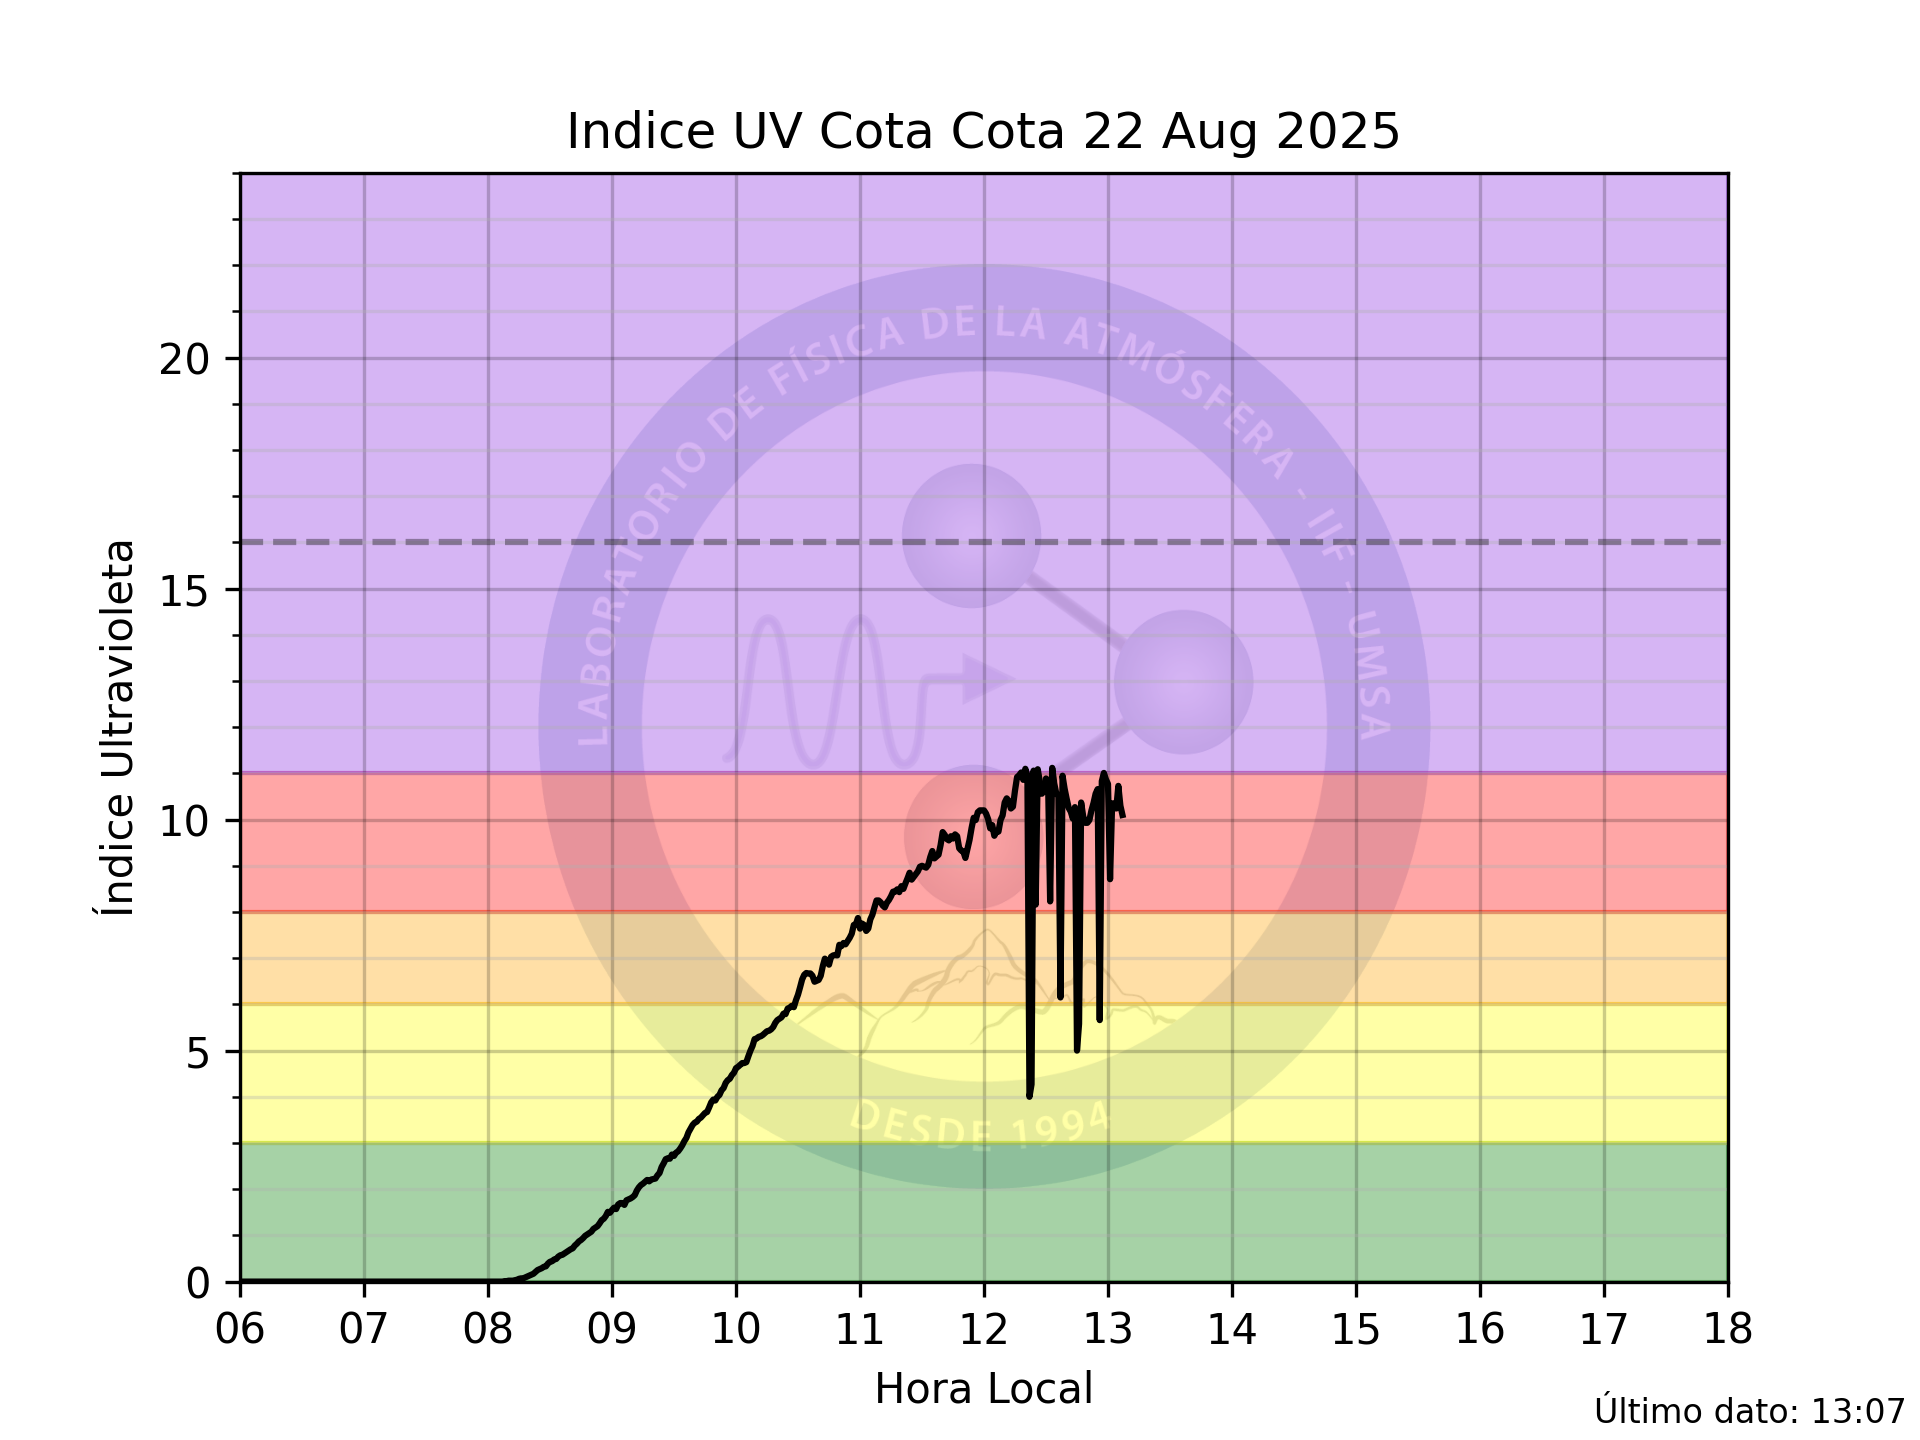 Indice UV Cota Cota 22 Aug 2025
LABORATORIO DE FÍSICA DE LA ATMÓSFERA - IIF - UMSA
DESDE 1994
Índice Ultravioleta
20
15
10
5
0
06 07 08 09 10 11 12 13 14 15 16 17 18
Hora Local
Último dato: 13:07